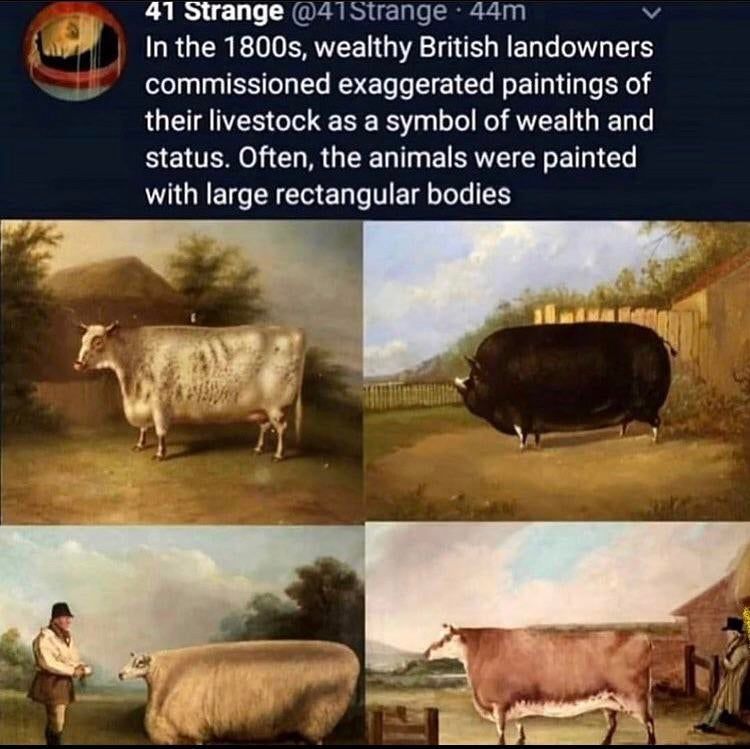 41 Strange @41Strange · 44m
In the 1800s, wealthy British landowners
commissioned exaggerated paintings of
their livestock as a symbol of wealth and
status. Often, the animals were painted
with large rectangular bodies